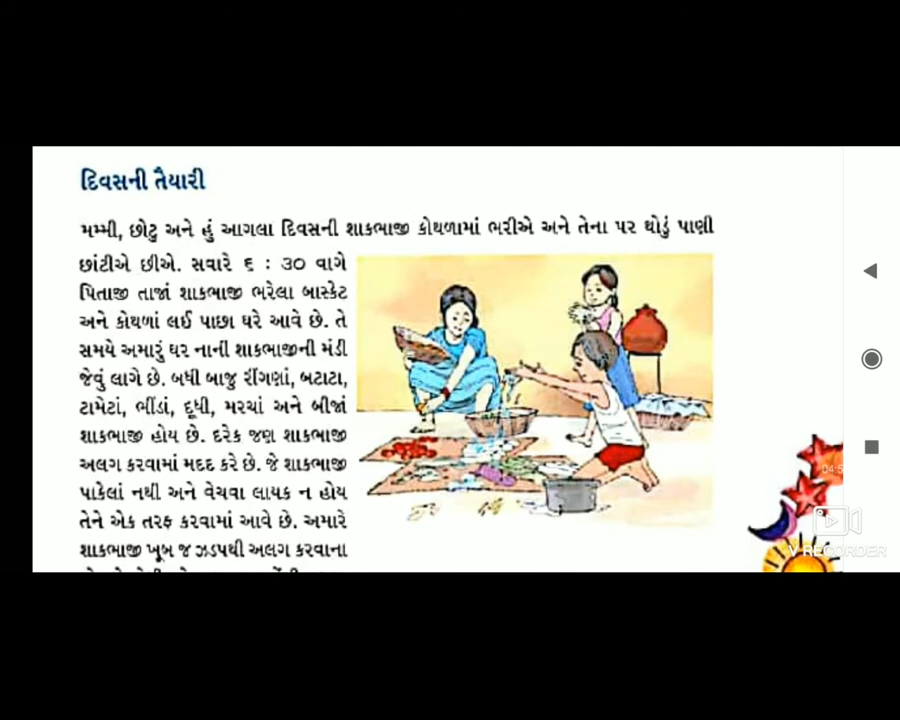 દિવસની તૈયારી
મમ્મી, છોટુ અને હું આગલા દિવસની શાકભાજી કોથળામાં ભરીએ અને તેના પર થોડું પાણી
છાંટીએ છીએ. સવારે ૬ : ૩૦ વાગે
પિતાજી તાજાં શાકભાજી ભરેલા બાસ્કેટ
અને કોથળાં લઈ પાછા ઘરે આવે છે. તે
સમયે અમારું ઘર નાની શાકભાજીની મંડી
જેવું લાગે છે. બધી બાજુ રીંગણાં, બટાટા,
ટામેટાં, ભીંડાં, દૂધી, મરચાં અને બીજાં
શાકભાજી હોય છે. દરેક જણ શાકભાજી
અલગ કરવામાં મદદ કરે છે. જે શાકભાજી
પાકેલાં નથી અને વેચવા લાયક ન હોય
તેને એક તરફ કરવામાં આવે છે. અમારે
શાકભાજી ખૂબ જ ઝડપથી અલગ કરવાના
04:5
V RECORDER